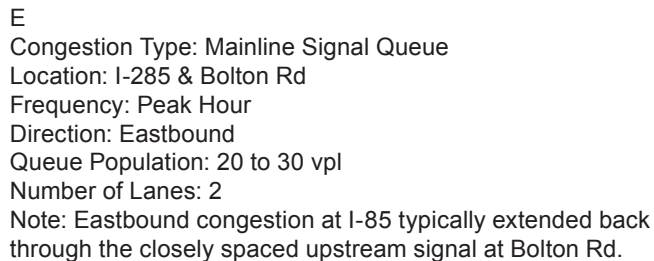 E
Congestion Type: Mainline Signal Queue
Location: I-285 & Bolton Rd
Frequency: Peak Hour
Direction: Eastbound
Queue Population: 20 to 30 vpl
Number of Lanes: 2
Note: Eastbound congestion at I-85 typically extended back
through the closely spaced upstream signal at Bolton Rd.